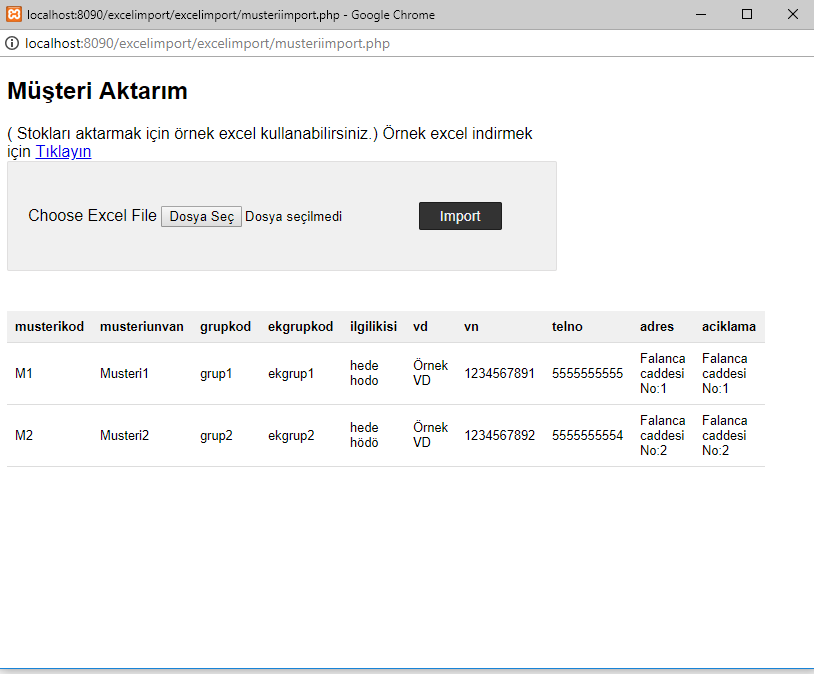 localhost:8090/excelimport/excelimport/musteriimport.php - Google Chrome
localhost:8090/excelimport/excelimport/musteriimport.php
Müşteri Aktarım
( Stokları aktarmak için örnek excel kullanabilirsiniz.) Örnek excel indirmek
için Tıklayın
Choose Excel File Dosya Seç Dosya seçilmedi Import
musterikod musteriunvan grupkod ekgrupkod ilgilikisi vd vn telno adres aciklama
M1 Musteri1 grup1 ekgrup1 hede hodo Örnek VD 1234567891 5555555555 Falanca caddesi No:1 Falanca caddesi No:1
M2 Musteri2 grup2 ekgrup2 hede hödö Örnek VD 1234567892 5555555554 Falanca caddesi No:2 Falanca caddesi No:2